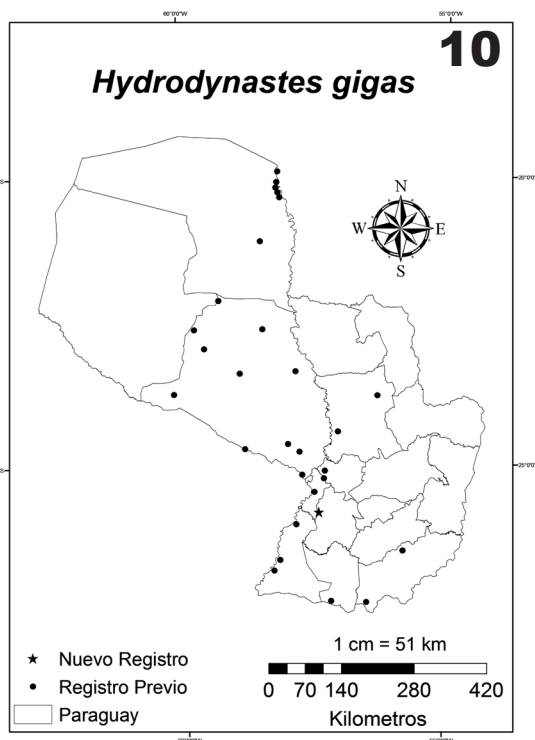 60°0'0"W 55°0'0"W
10
Hydrodynastes gigas
20°0'0"
S
N
W E
S
25°0'0"
S
1 cm = 51 km
Nuevo Registro
Registro Previo
Paraguay
0 70 140 280 420
Kilometros